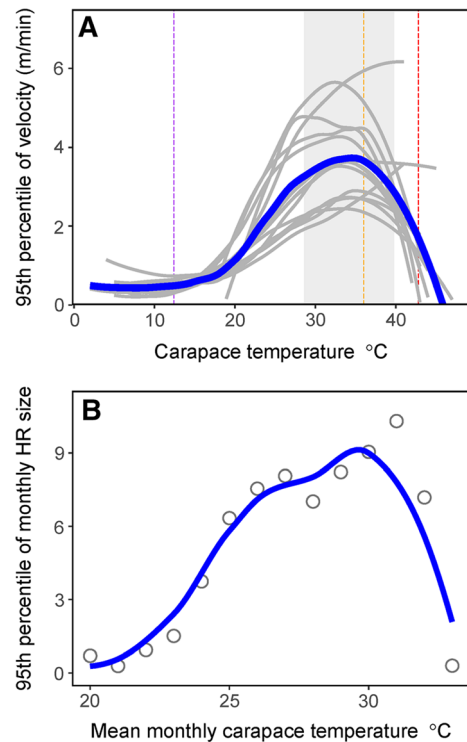 A
95th percentile of velocity (m/min)
6
4
2
0
0 10 20 30 40
Carapace temperature °C
B
95th percentile of monthly HR size
9
6
3
0
20 25 30
Mean monthly carapace temperature °C